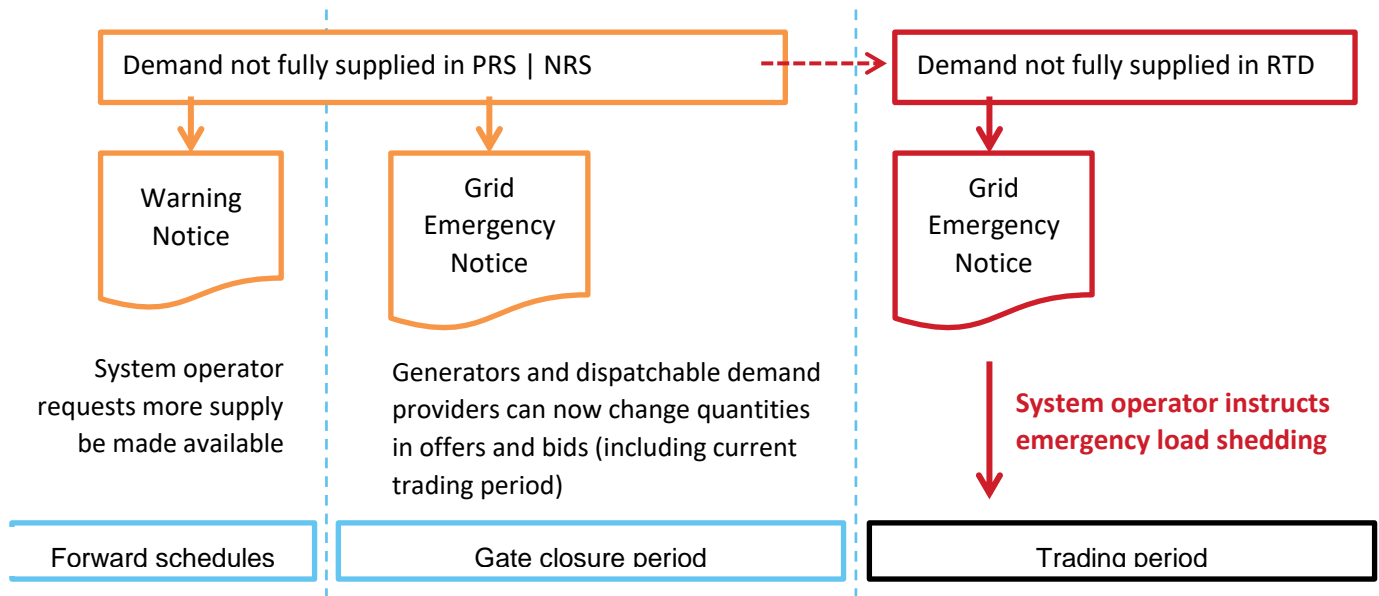 Demand not fully supplied in PRS | NRS
Demand not fully supplied in RTD
Warning
Notice
Grid
Emergency
Notice
Grid
Emergency
Notice
System operator
requests more supply
be made available
Generators and dispatchable demand
providers can now change quantities
in offers and bids (including current
trading period)
System operator instructs
emergency load shedding
Forward schedules
Gate closure period
Trading period